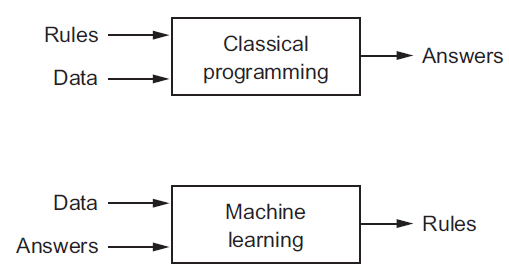 Rules
Data
Classical
programming
Answers
Data
Answers
Machine
learning
Rules